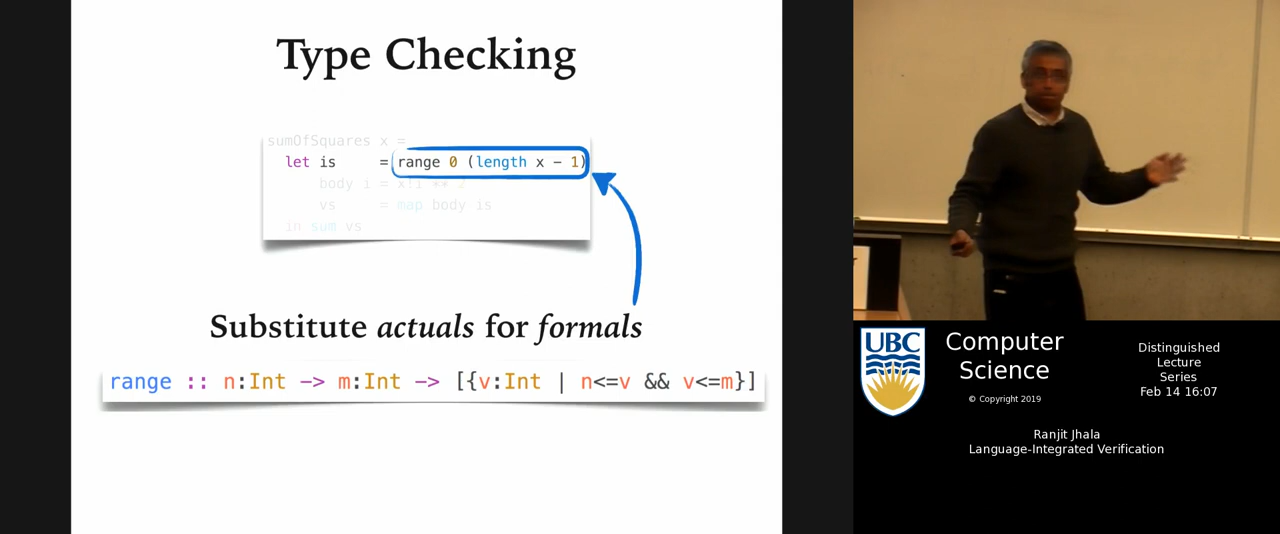 Type Checking
sumOfSquares x =
let is = range 0 (length x - 1)
body i = x!i ** 2
vs = map body is
in sum vs
Substitute actuals for formals
range :: n:Int -> m:Int -> [{v:Int | n<=v && v<=m}]
UBC
Computer
Science
© Copyright 2019
Distinguished
Lecture
Series
Feb 14 16:07
Ranjit Jhala
Language-Integrated Verification